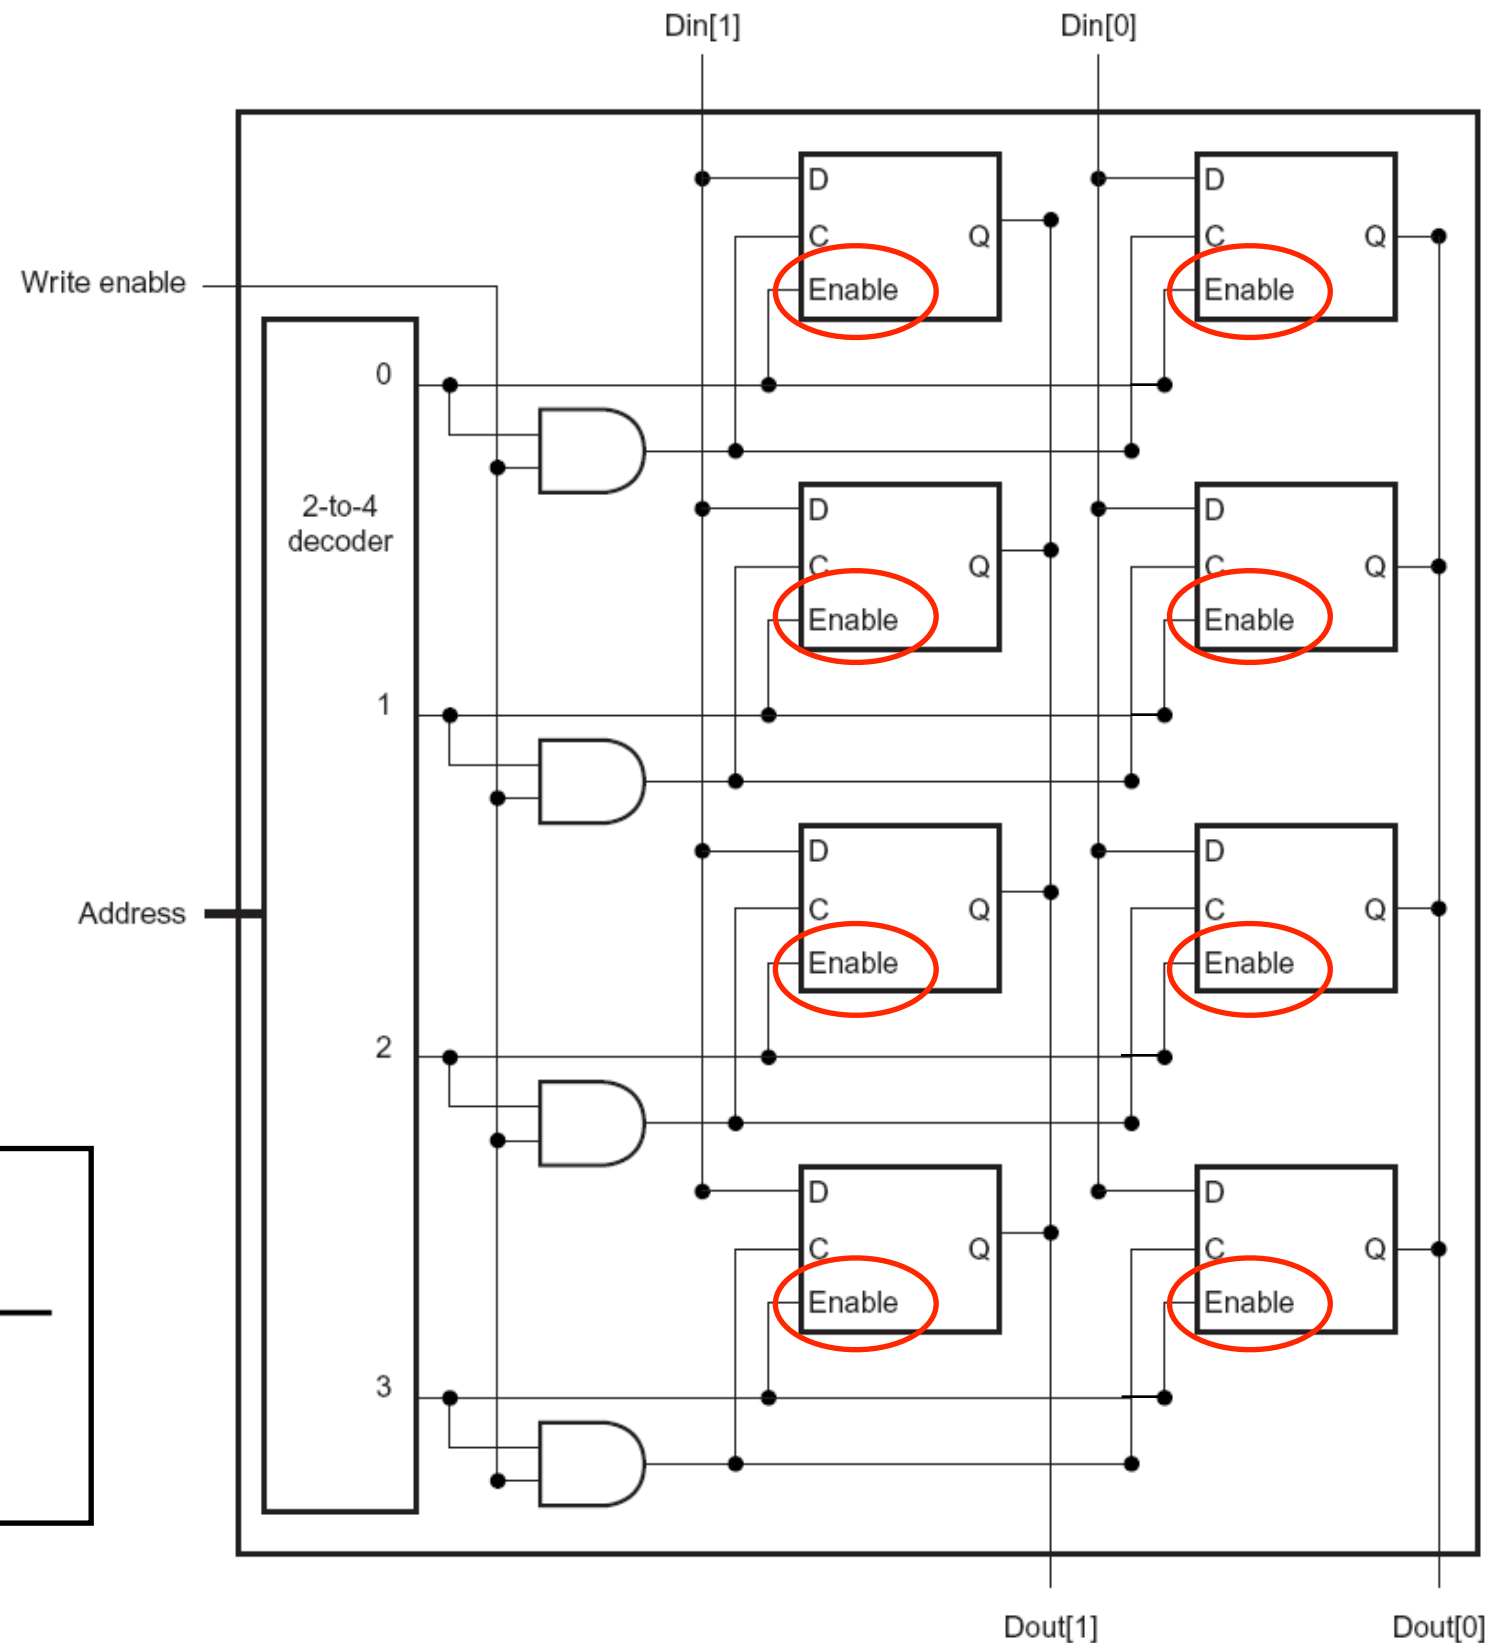 Din[1]
Din[0]
D
C
Q
Enable
D
C
Q
Enable
Write enable
0
2-to-4
decoder
D
C
Q
Enable
D
C
Q
Enable
1
D
C
Q
Enable
D
C
Q
Enable
Address
2
D
C
Q
Enable
D
C
Q
Enable
3
Dout[1]
Dout[0]